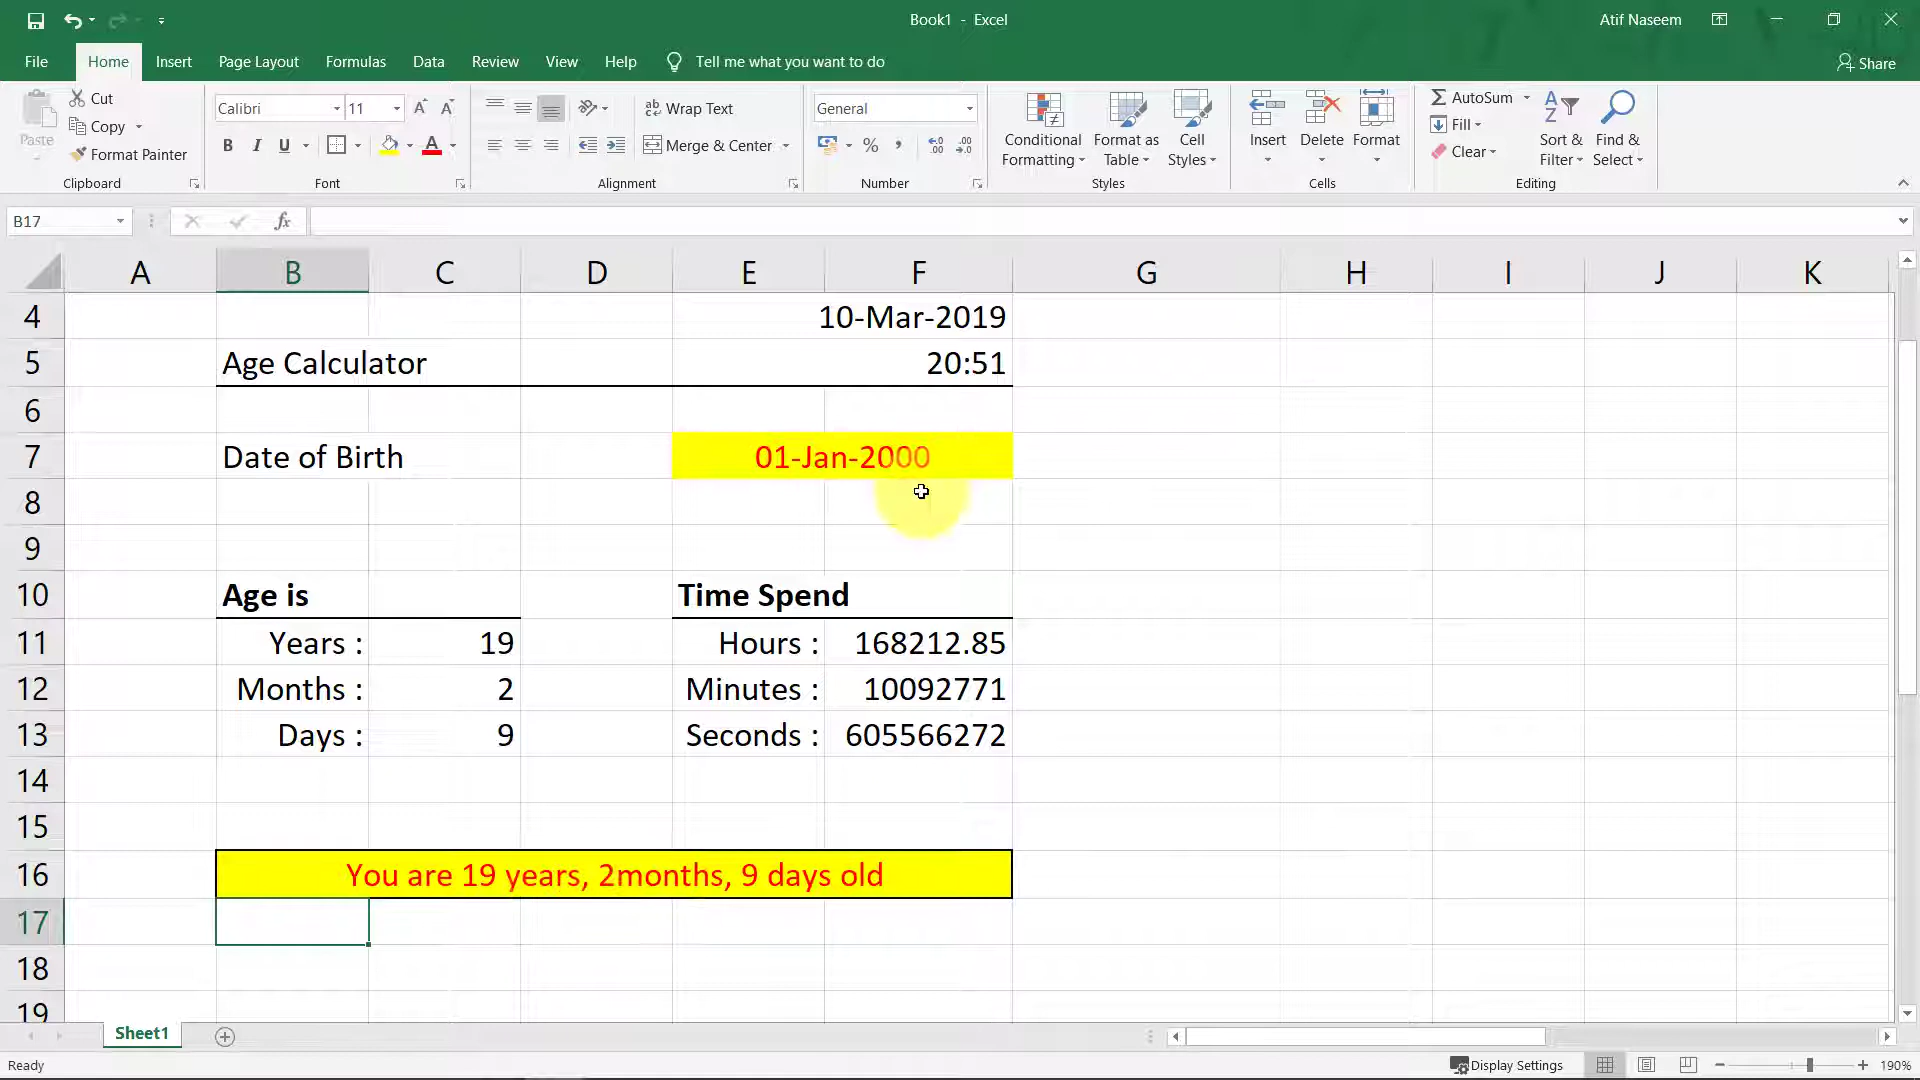 Book1 - Excel
Atif Naseem
File Home Insert Page Layout Formulas Data Review View Help Tell me what you want to do
Share
Cut
Copy
Format Painter
Paste
Clipboard
Calibri 11
B I U
Font
Wrap Text
Merge & Center
Alignment
General
%
Number
Conditional Formatting
Format as Table
Cell Styles
Styles
Insert
Delete
Format
Cells
AutoSum
Fill
Clear
Sort & Filter
Find & Select
Editing
B17
fx
A B C D E F G H I J K
4 10-Mar-2019
5 Age Calculator 20:51
6
7 Date of Birth 01-Jan-2000
8
9
10 Age is Time Spend
11 Years : 19 Hours : 168212.85
12 Months : 2 Minutes : 10092771
13 Days : 9 Seconds : 605566272
14
15
16 You are 19 years, 2months, 9 days old
17
18
19
Sheet1
Ready
Display Settings
190%